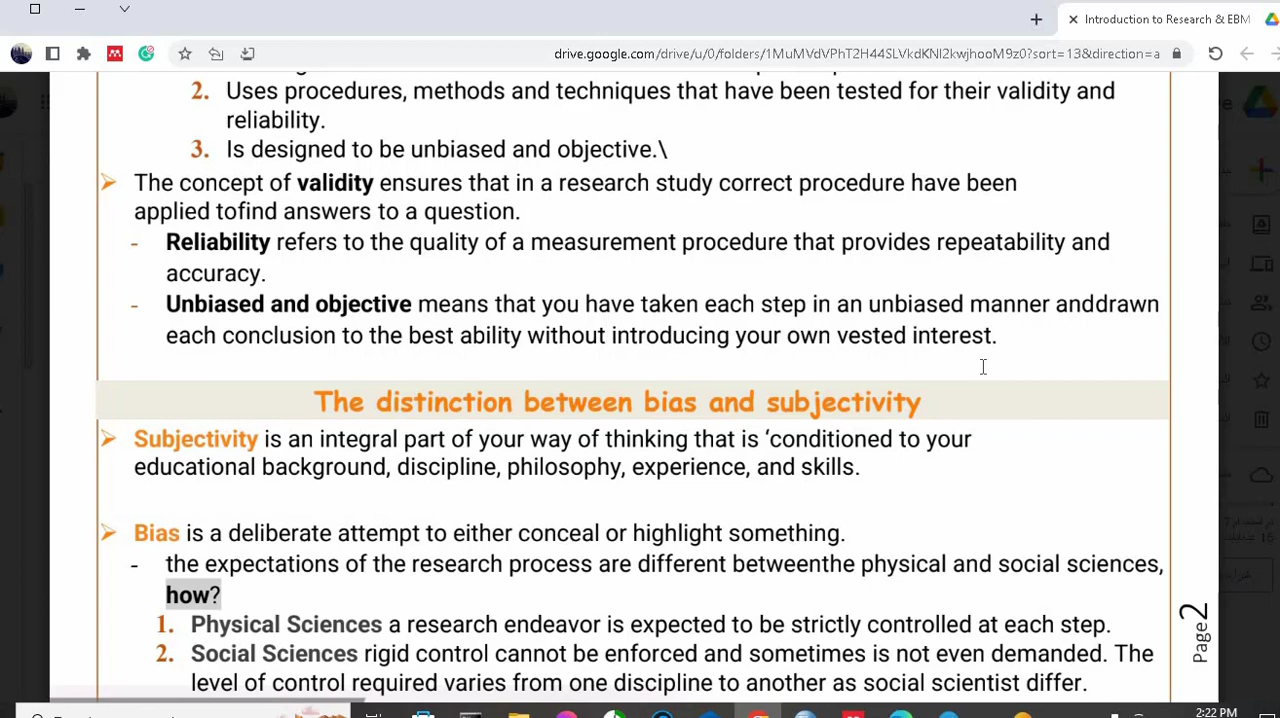 Introduction to Research & EBM
drive.google.com/drive/u/0/folders/1MuMVdVPhT2H44SLVkdKNI2kwjhooM9z0?sort=13&direction=a
2. Uses procedures, methods and techniques that have been tested for their validity and
reliability.
3. Is designed to be unbiased and objective.\
The concept of validity ensures that in a research study correct procedure have been
applied tofind answers to a question.
- Reliability refers to the quality of a measurement procedure that provides repeatability and
accuracy.
- Unbiased and objective means that you have taken each step in an unbiased manner anddrawn
each conclusion to the best ability without introducing your own vested interest.
The distinction between bias and subjectivity
Subjectivity is an integral part of your way of thinking that is ‘conditioned to your
educational background, discipline, philosophy, experience, and skills.
Bias is a deliberate attempt to either conceal or highlight something.
- the expectations of the research process are different betweenthe physical and social sciences,
how?
1. Physical Sciences a research endeavor is expected to be strictly controlled at each step.
2. Social Sciences rigid control cannot be enforced and sometimes is not even demanded. The
level of control required varies from one discipline to another as social scientist differ.
Page2
2:22 PM